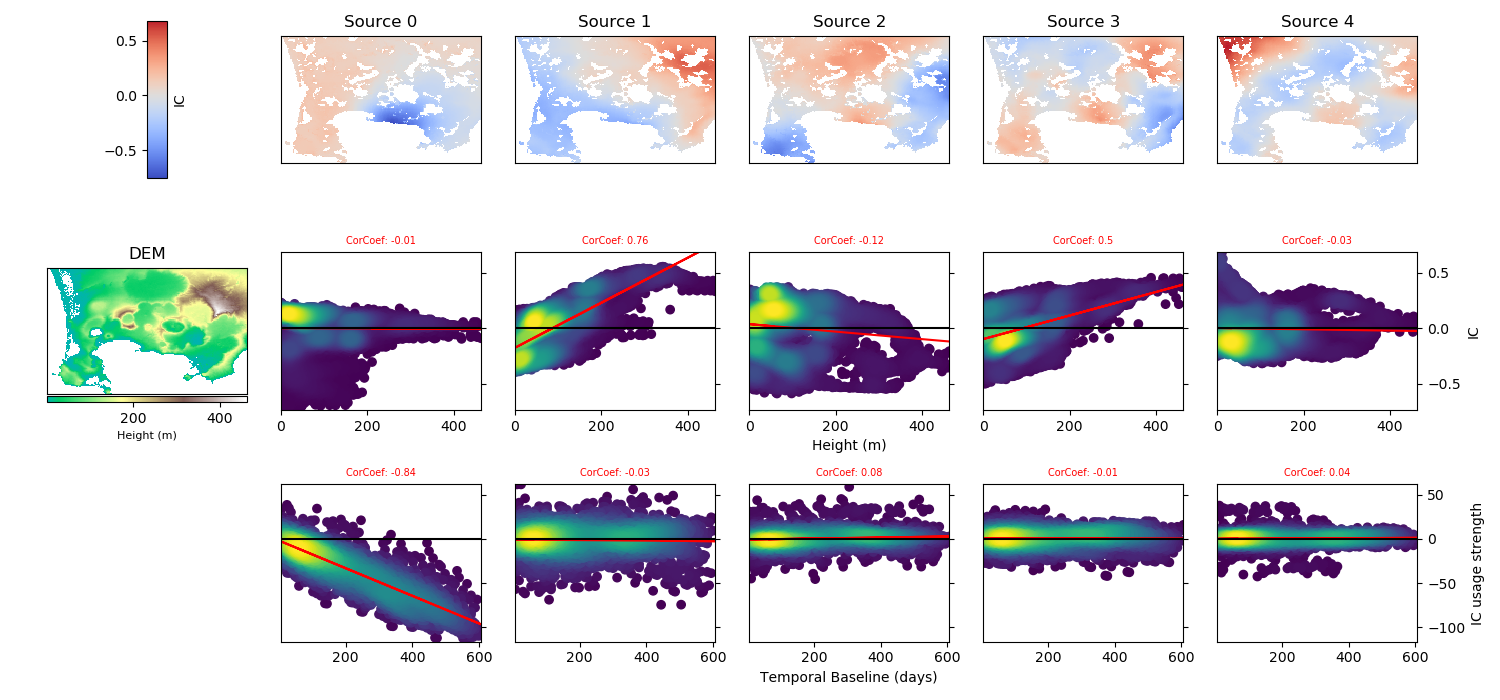 Source 0 Source 1 Source 2 Source 3 Source 4
0.5
0.0
−0.5
IC
CorCoef: -0.01 CorCoef: 0.76 CorCoef: -0.12 CorCoef: 0.5 CorCoef: -0.03
DEM
200 400
Height (m)
0.5
0.0
−0.5
IC
0 200 400 0 200 400 0 200 400 0 200 400 0 200 400
Height (m)
CorCoef: -0.84 CorCoef: -0.03 CorCoef: 0.08 CorCoef: -0.01 CorCoef: 0.04
50
0
−50
−100
IC usage strength
200 400 600 200 400 600 200 400 600 200 400 600 200 400 600
Temporal Baseline (days)